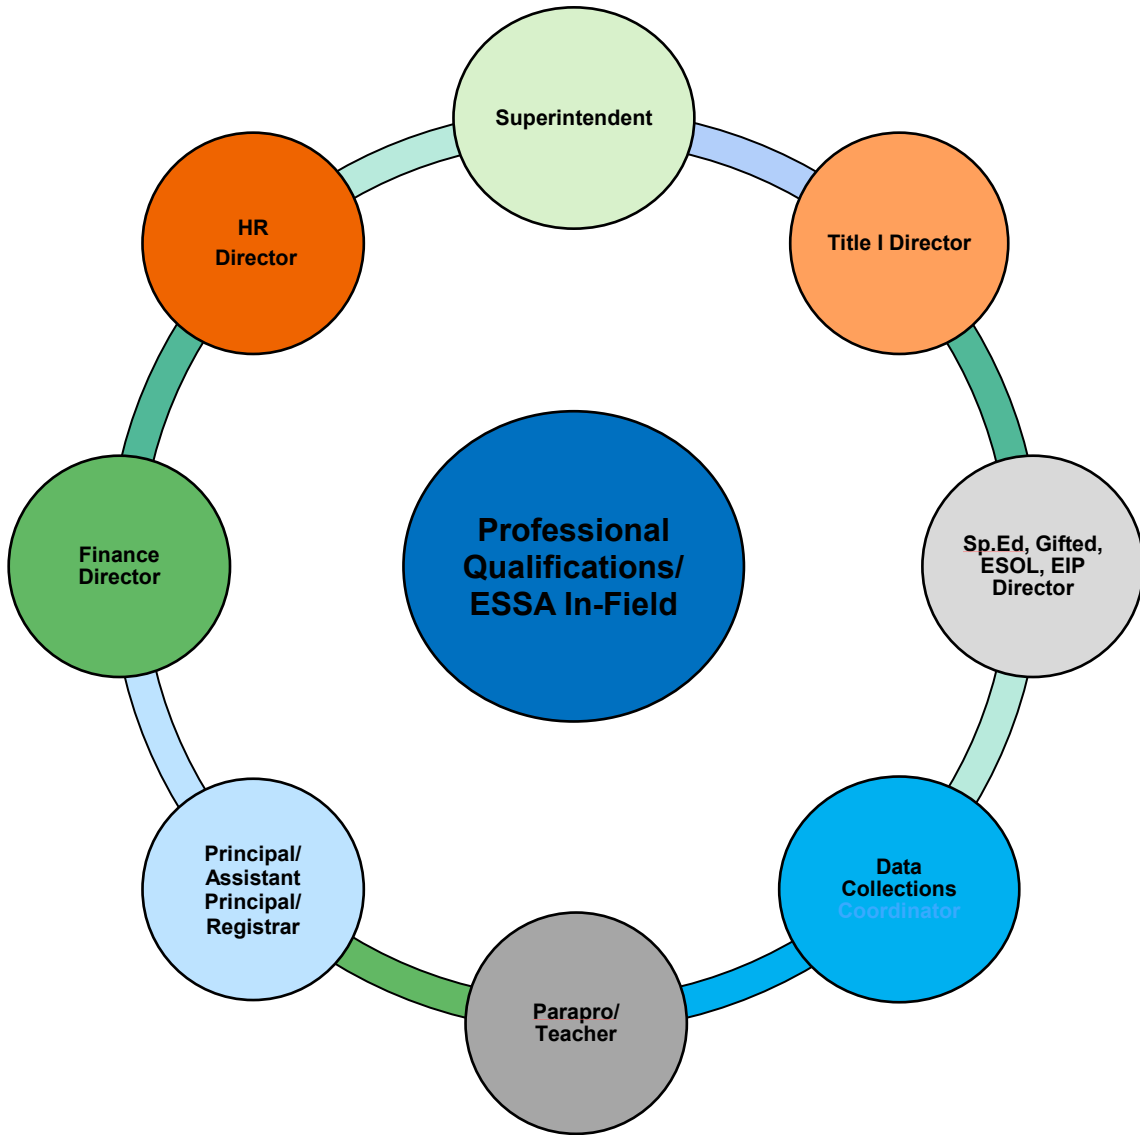 Superintendent
HR
Director
Title I Director
Professional
Qualifications/
ESSA In-Field
Finance
Director
Sp.Ed, Gifted,
ESOL, EIP
Director
Principal/
Assistant
Principal/
Registrar
Data
Collections
Coordinator
Parapro/
Teacher